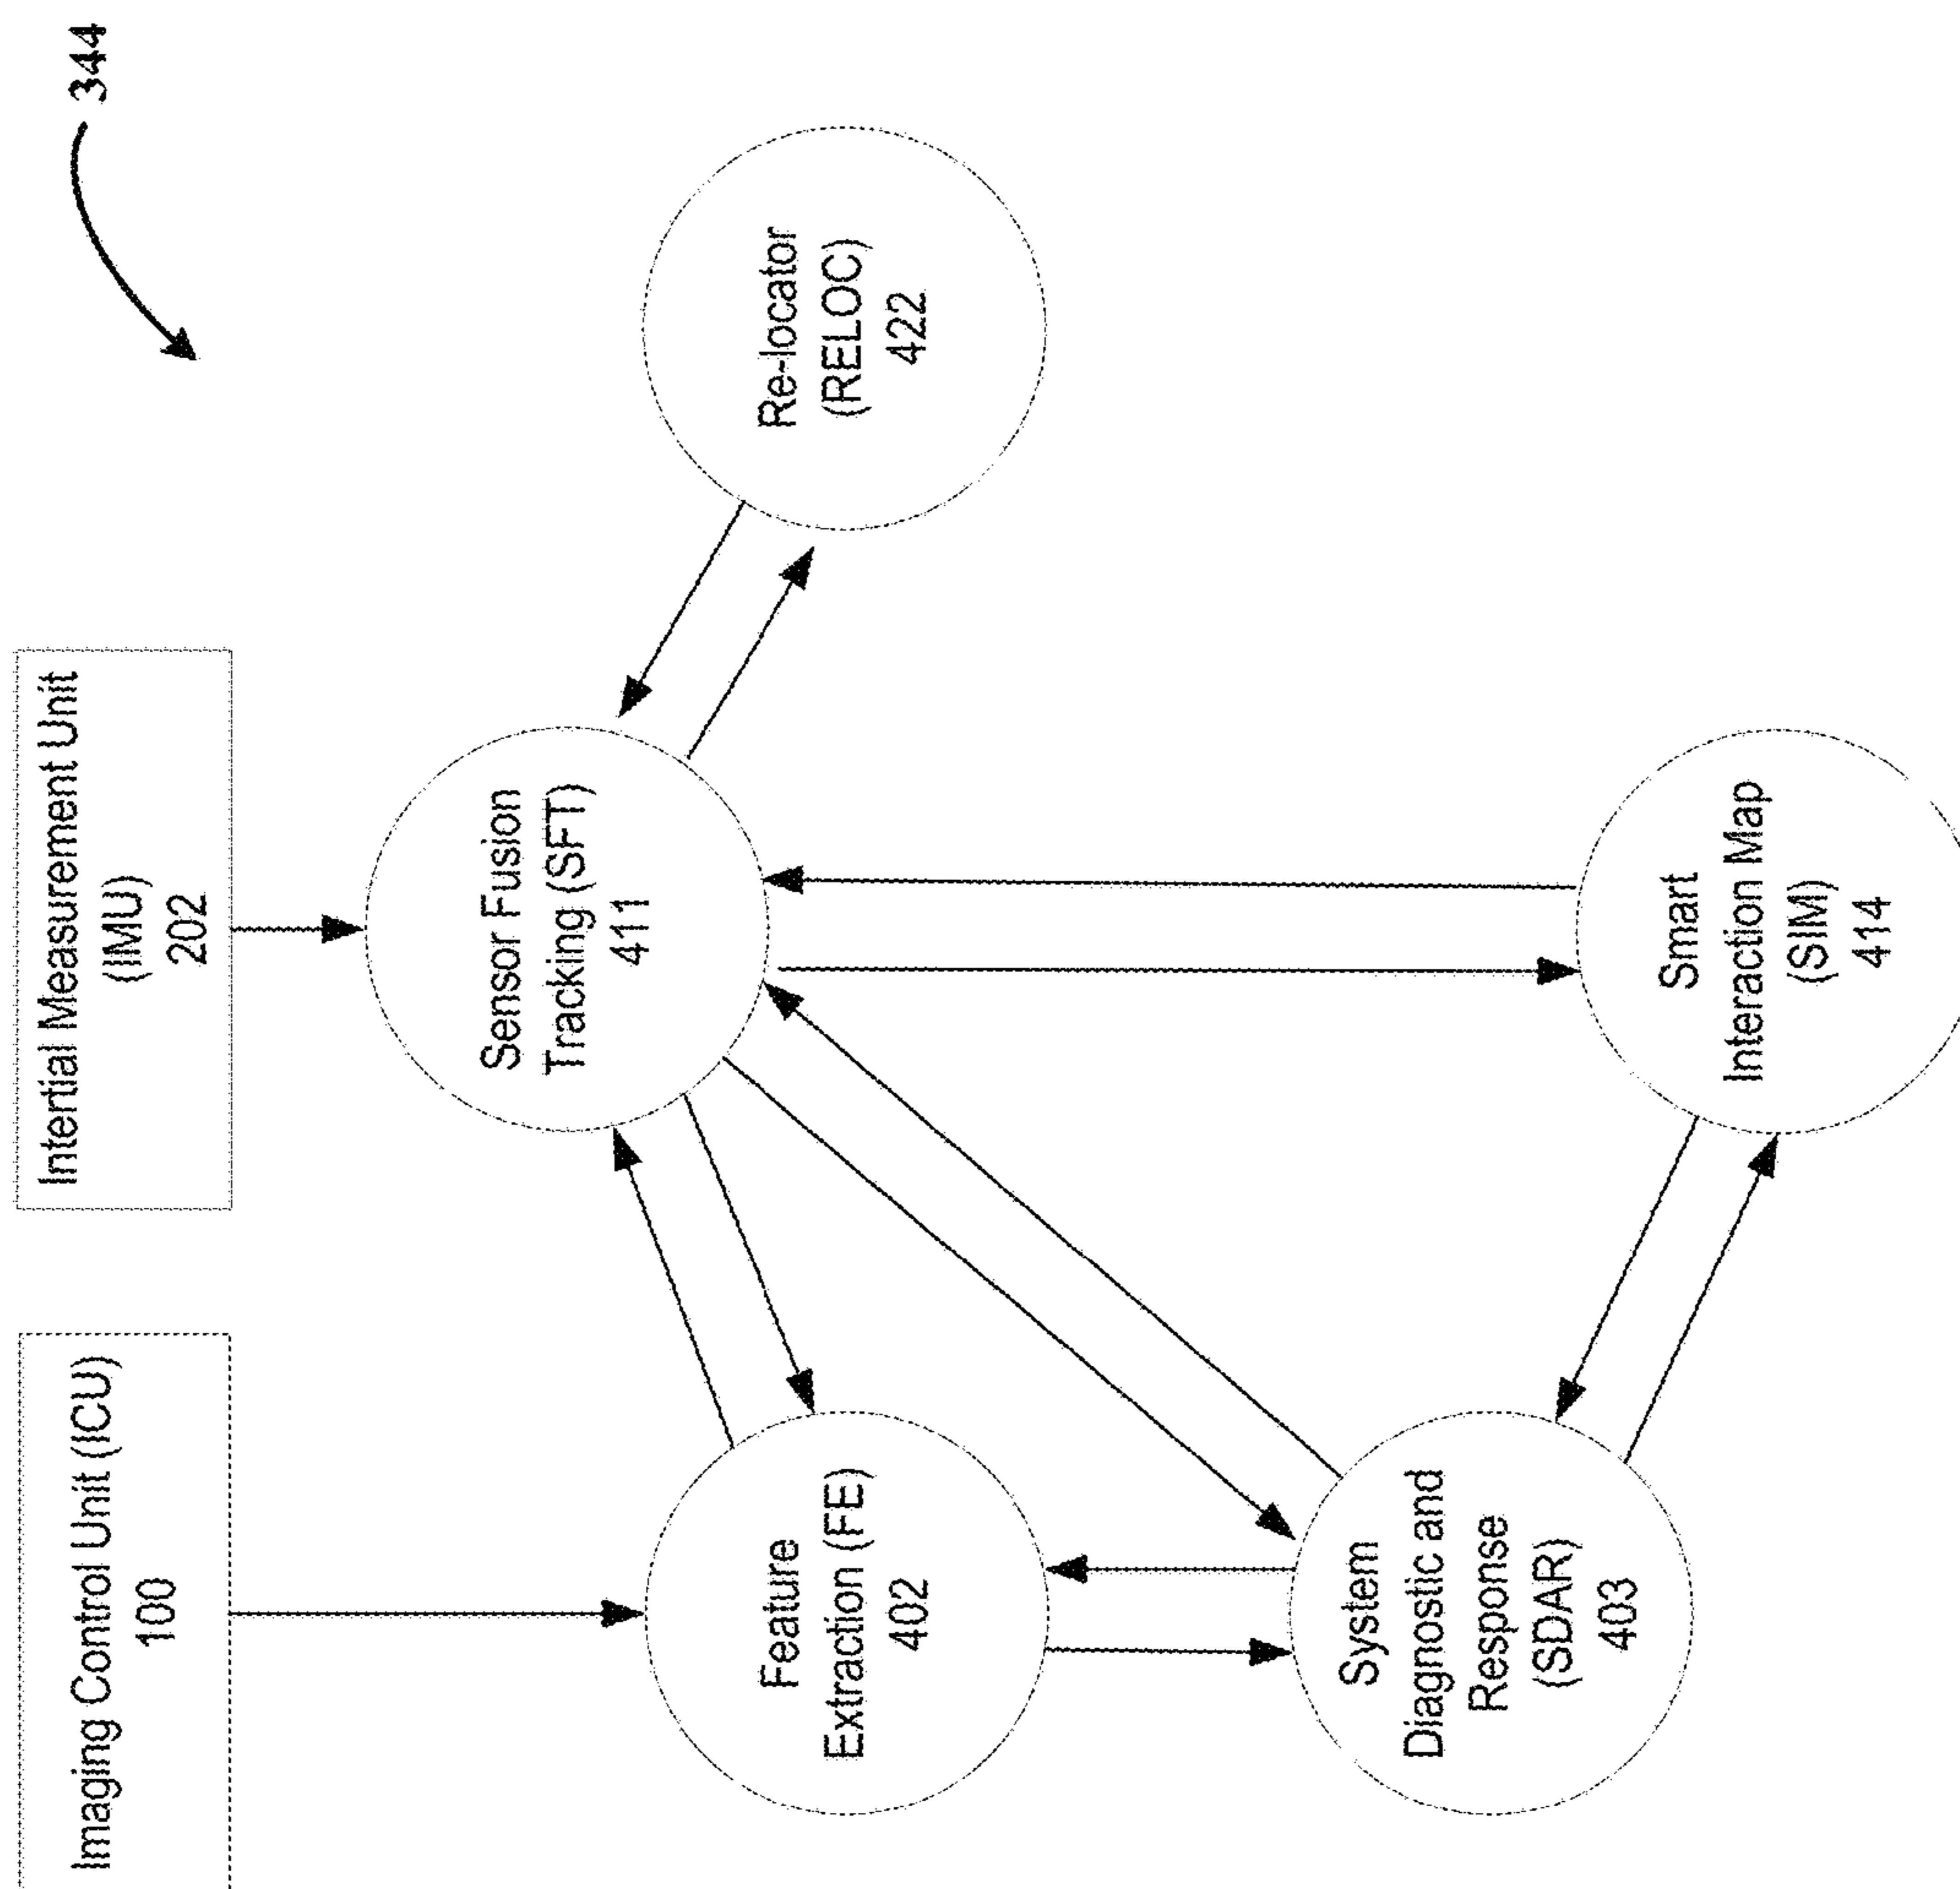 344
Imaging Control Unit (ICU)
100
Intertial Measurement Unit
(IMU)
202
Sensor Fusion
Tracking (SFT)
411
Feature
Extraction (FE)
402
Re-locator
(RELOC)
422
System
Diagnostic and
Response
(SDAR)
403
Smart
Interaction Map
(SIM)
414